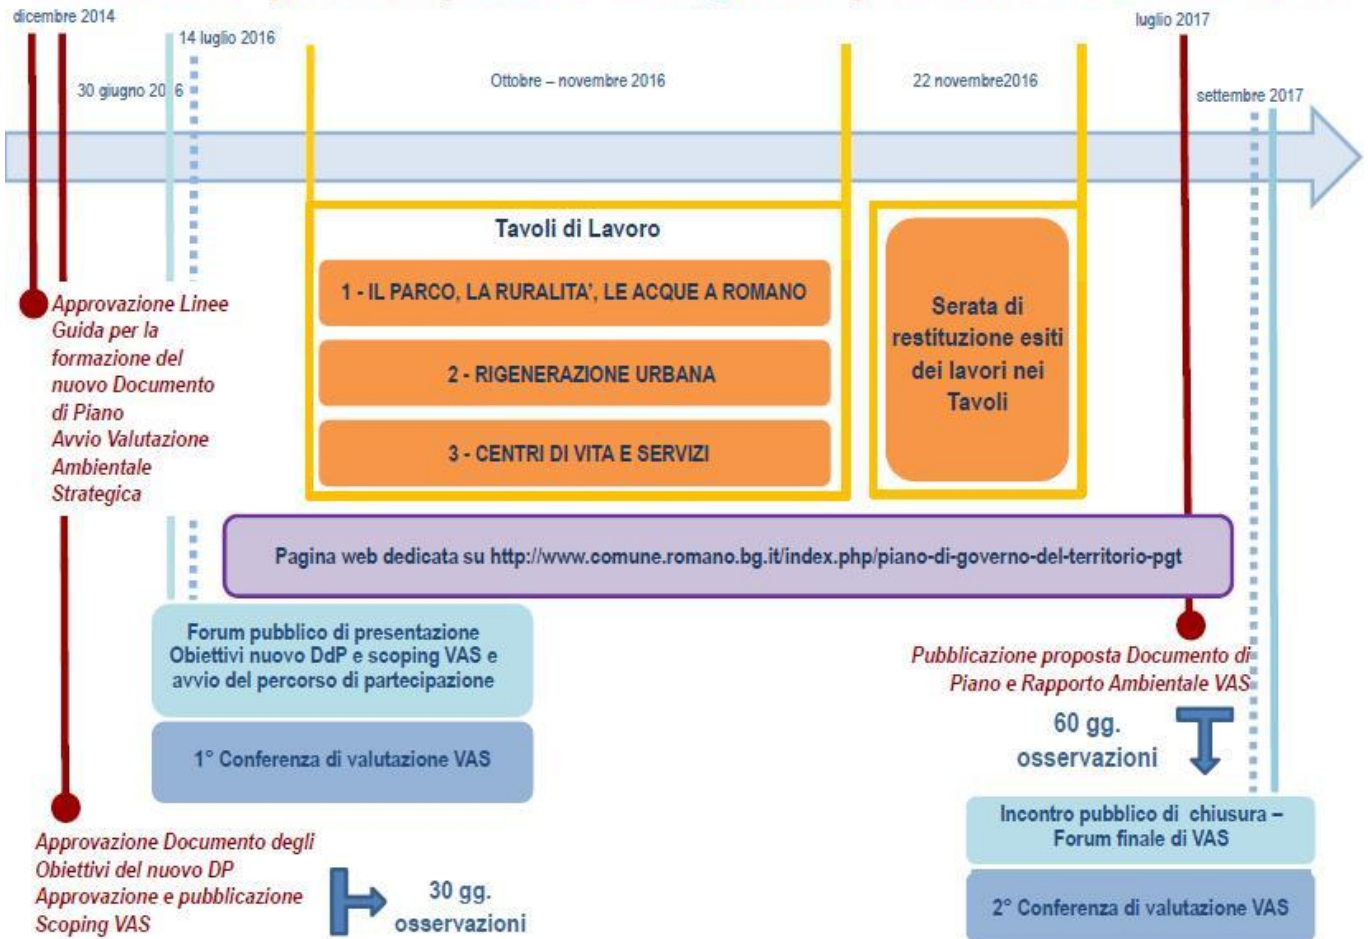 dicembre 2014
14 luglio 2016
30 giugno 2016
Ottobre – novembre 2016
22 novembre2016
luglio 2017
settembre 2017
Tavoli di Lavoro
1 - IL PARCO, LA RURALITA', LE ACQUE A ROMANO
2 - RIGENERAZIONE URBANA
3 - CENTRI DI VITA E SERVIZI
Serata di
restituzione esiti
dei lavori nei
Tavoli
Approvazione Linee
Guida per la
formazione del
nuovo Documento
di Piano
Avvio Valutazione
Ambientale
Strategica
Pagina web dedicata su http://www.comune.romano.bg.it/index.php/piano-di-governo-del-territorio-pgt
Forum pubblico di presentazione
Obiettivi nuovo DdP e scoping VAS e
avvio del percorso di partecipazione
1° Conferenza di valutazione VAS
Approvazione Documento degli
Obiettivi del nuovo DP
Approvazione e pubblicazione
Scoping VAS
30 gg.
osservazioni
Pubblicazione proposta Documento di
Piano e Rapporto Ambientale VAS
60 gg.
osservazioni
Incontro pubblico di chiusura –
Forum finale di VAS
2° Conferenza di valutazione VAS